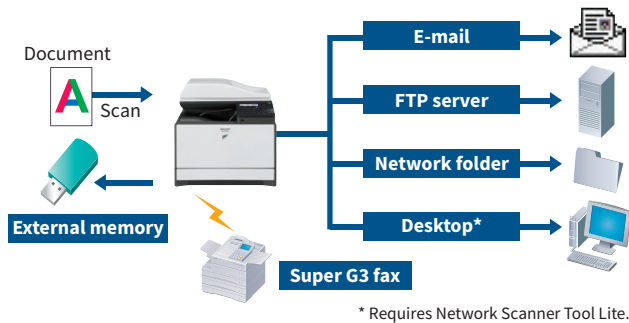 Document
A
Scan
External memory
Super G3 fax
E-mail
FTP server
Network folder
Desktop*
* Requires Network Scanner Tool Lite.